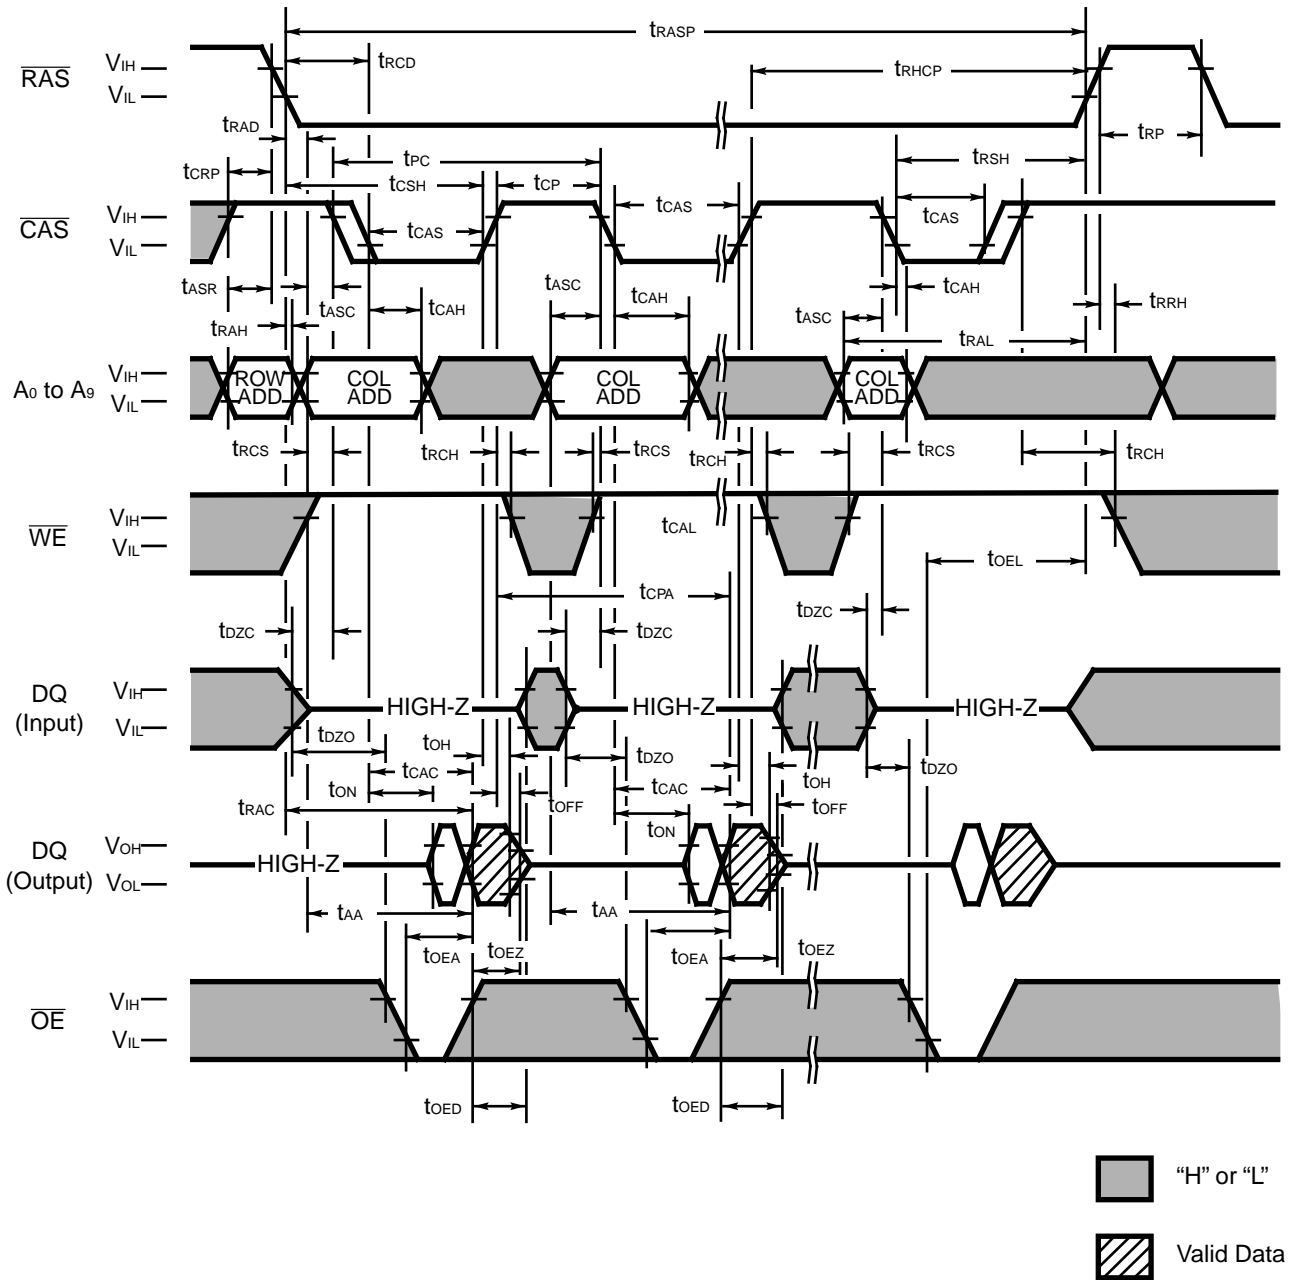 tRASP
RAS
VIH
VIL
tRCD
tRHCP
tRAD
tRP
tCRP
tPC
tRSH
tCSH
tCP
CAS
VIH
VIL
tCAS
tCAS
tCAS
tASR
tASC
tASC
tCAH
tCAH
tCAH
tRRH
tRAH
tASC
tRAL
A0 to A9
VIH
VIL
ROW
ADD
COL
ADD
COL
ADD
COL
ADD
tRCS
tRCH
tRCS
tRCH
tRCS
tRCH
WE
VIH
VIL
tCAL
tOEL
tCPA
tDZC
tDZC
tDZC
DQ
(Input)
VIH
VIL
HIGH-Z
HIGH-Z
HIGH-Z
tDZO
tOH
tDZO
tOH
tDZO
tCAC
tCAC
tON
tRAC
tOFF
tOFF
tON
DQ
(Output)
VOH
VOL
HIGH-Z
tAA
tAA
tOEA
tOEZ
tOEA
tOEZ
OE
VIH
VIL
tOED
tOED
“H” or “L”
Valid Data